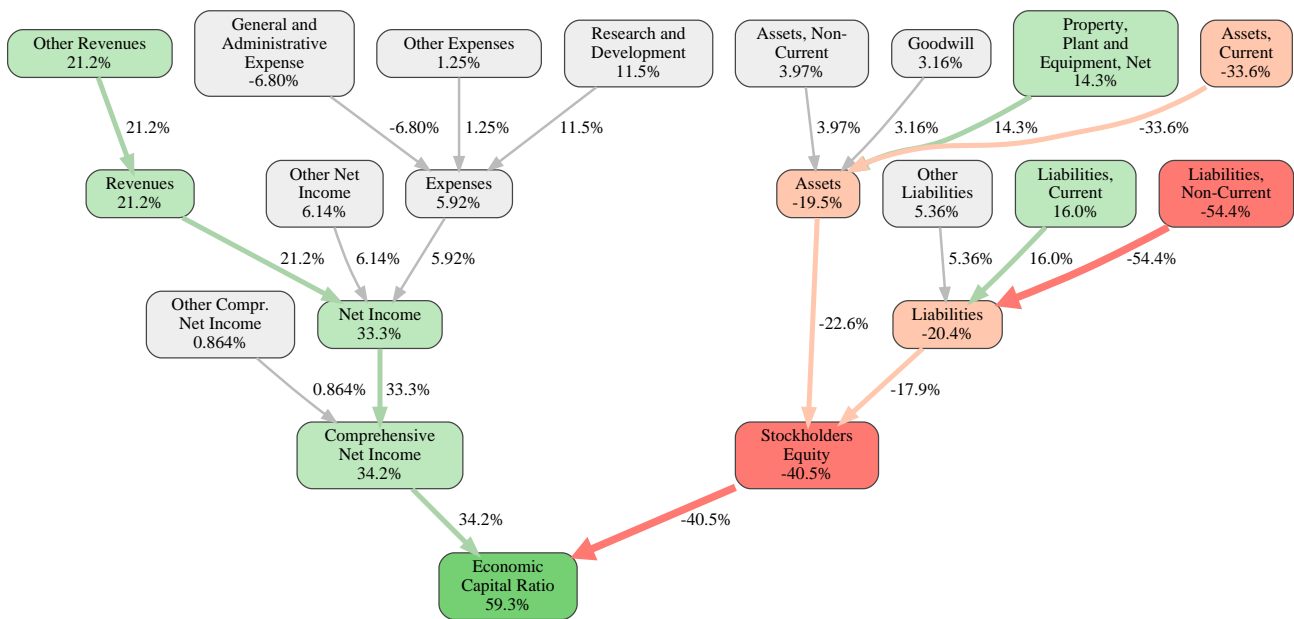 Other Revenues
21.2%
General and
Administrative
Expense
-6.80%
Other Expenses
1.25%
Research and
Development
11.5%
Assets, Non-
Current
3.97%
Goodwill
3.16%
Property,
Plant and
Equipment, Net
14.3%
Assets,
Current
-33.6%
21.2%
-6.80%
1.25%
11.5%
3.97%
3.16%
14.3%
-33.6%
Revenues
21.2%
Other Net
Income
6.14%
Expenses
5.92%
Assets
-19.5%
Other
Liabilities
5.36%
Liabilities,
Current
16.0%
Liabilities,
Non-Current
-54.4%
21.2%
6.14%
5.92%
5.36%
16.0%
-54.4%
Other Compr.
Net Income
0.864%
Net Income
33.3%
-22.6%
Liabilities
-20.4%
0.864%
33.3%
-17.9%
Comprehensive
Net Income
34.2%
Stockholders
Equity
-40.5%
34.2%
-40.5%
Economic
Capital Ratio
59.3%